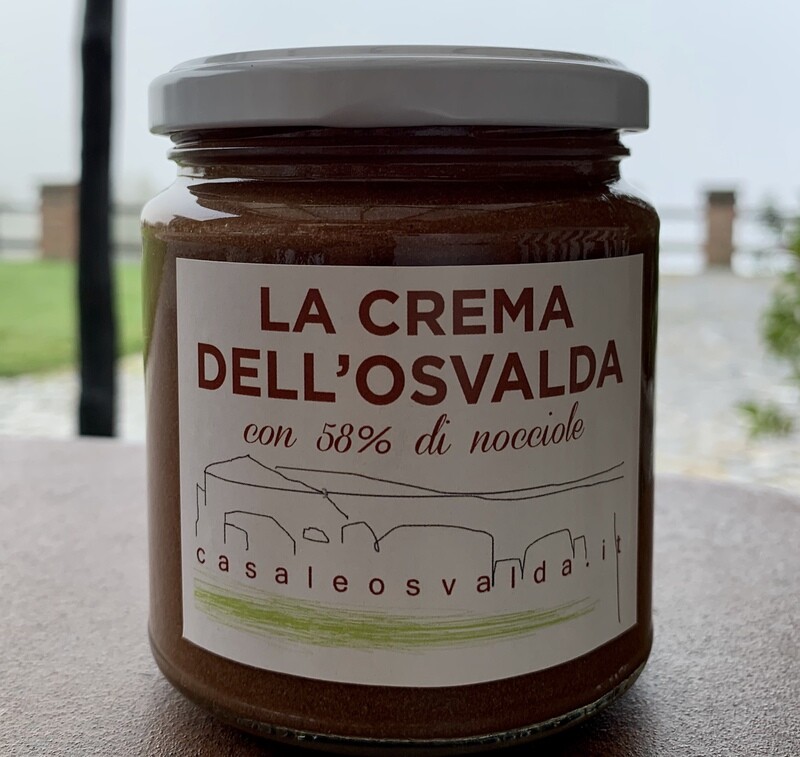 LA CREMA
DELL'OSVALDA
con 58% di nocciole
casaleosvalda.it